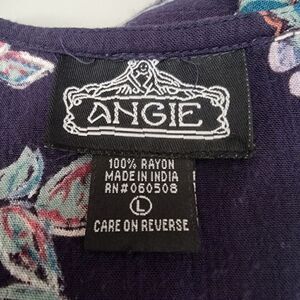 ANGIE
100% RAYON
MADE IN INDIA
RN#060508
L
CARE ON REVERSE